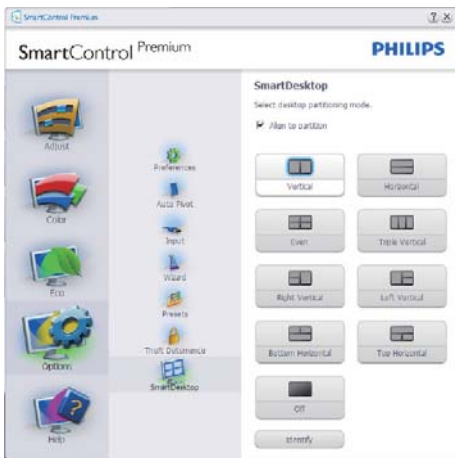 SmartControl Premium
SmartControl Premium
PHILIPS
Adjust
Color
Eco
Options
Help
Preferences
Auto Pivot
Input
Wizard
Presets
Theft Deterrence
SmartDesktop
SmartDesktop
Select desktop partitioning mode.
Align to partition
Vertical
Horizontal
Even
Triple Vertical
Right Vertical
Left Vertical
Bottom Horizontal
Top Horizontal
Off
Identify